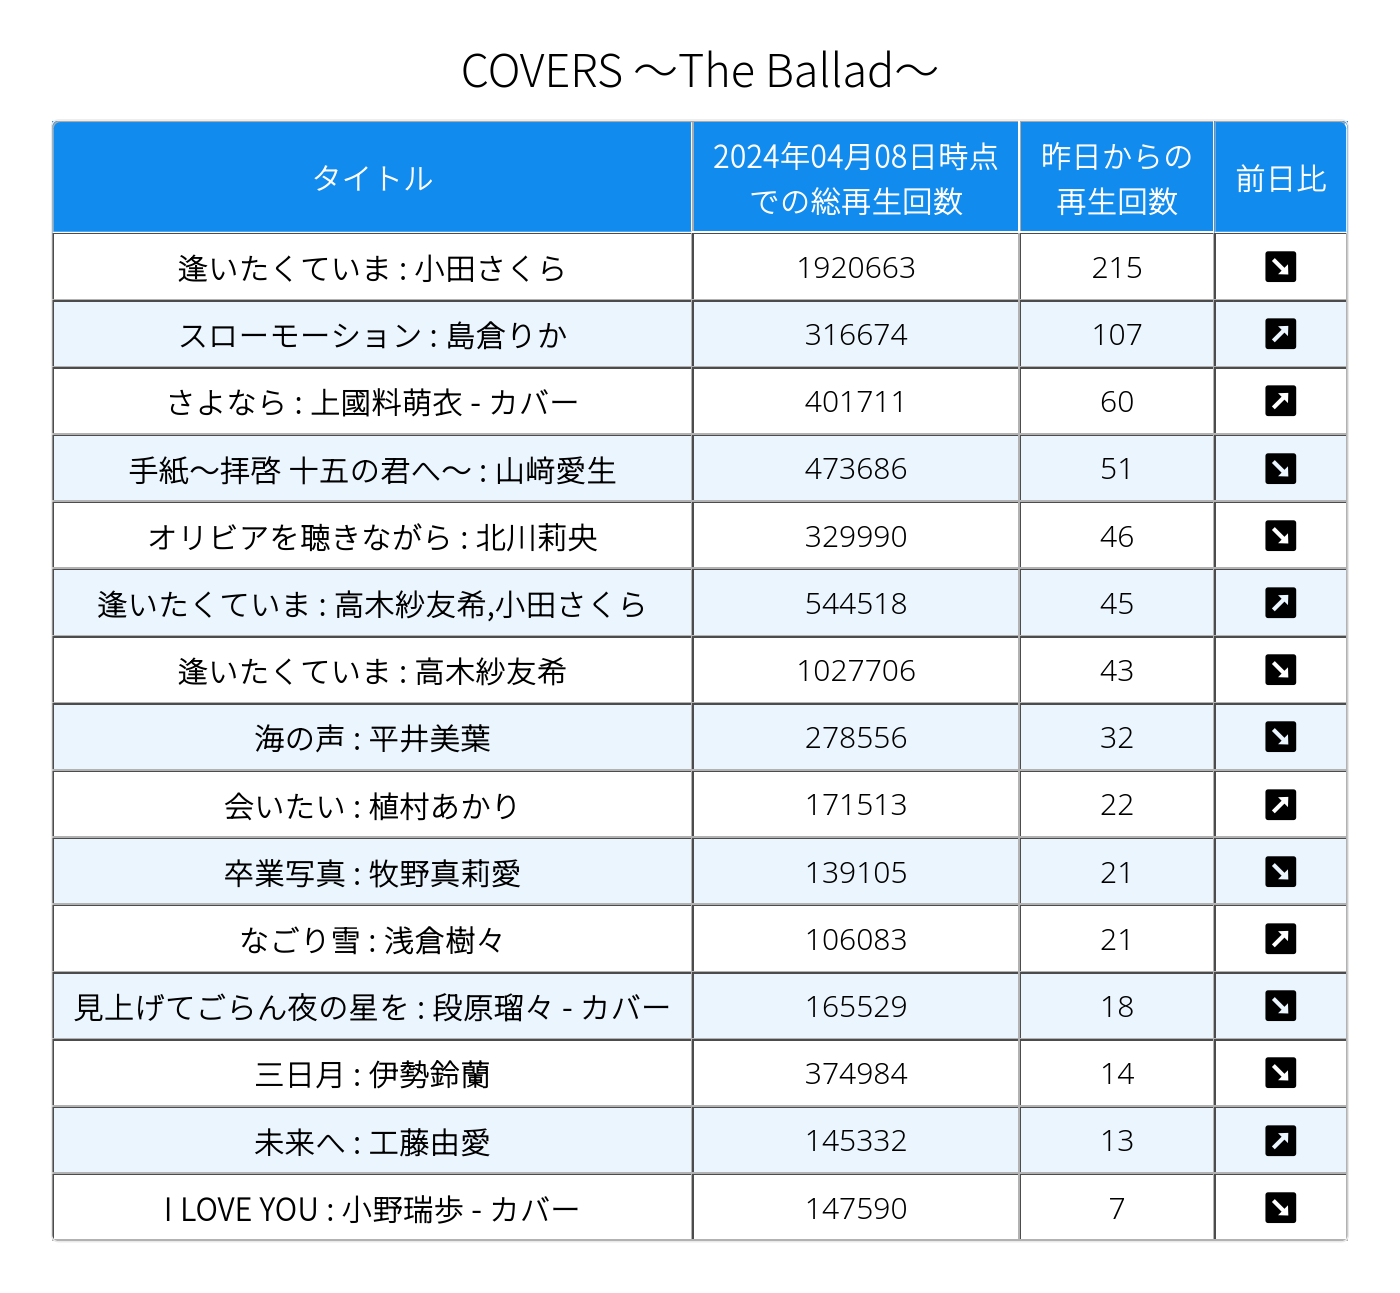 COVERS ～The Ballad～
タイトル 2024年04月08日時点での総再生回数 昨日からの再生回数 前日比
逢いたくていま : 小田さくら 1920663 215 ↘
スローモーション : 島倉りか 316674 107 ↗
さよなら : 上國料萌衣 - カバー 401711 60 ↗
手紙～拝啓 十五の君へ～ : 山﨑愛生 473686 51 ↘
オリビアを聴きながら : 北川莉央 329990 46 ↘
逢いたくていま : 高木紗友希,小田さくら 544518 45 ↗
逢いたくていま : 高木紗友希 1027706 43 ↘
海の声 : 平井美葉 278556 32 ↘
会いたい : 植村あかり 171513 22 ↗
卒業写真 : 牧野真莉愛 139105 21 ↘
なごり雪 : 浅倉樹々 106083 21 ↗
見上げてごらん夜の星を : 段原瑠々 - カバー 165529 18 ↘
三日月 : 伊勢鈴蘭 374984 14 ↘
未来へ : 工藤由愛 145332 13 ↗
I LOVE YOU : 小野瑞歩 - カバー 147590 7 ↘